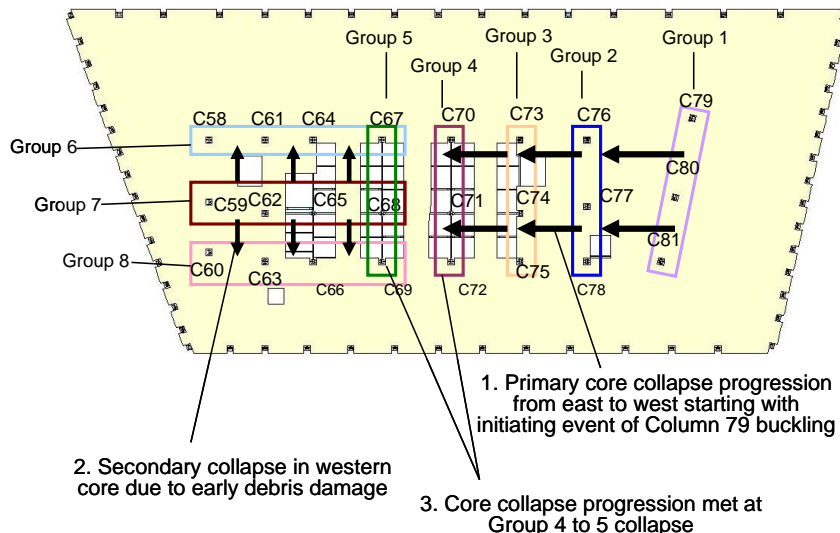 Group 5
Group 3
Group 1
Group 4
Group 2
C79
C58
C61
C64
C67
C70
C73
C76
Group 6
C80
C59
C62
C65
C68
C71
C74
C77
Group 7
C81
Group 8
C60
C63
C66
C69
C72
C75
C78
1. Primary core collapse progression
from east to west starting with
initiating event of Column 79 buckling
2. Secondary collapse in western
core due to early debris damage
3. Core collapse progression met at
Group 4 to 5 collapse